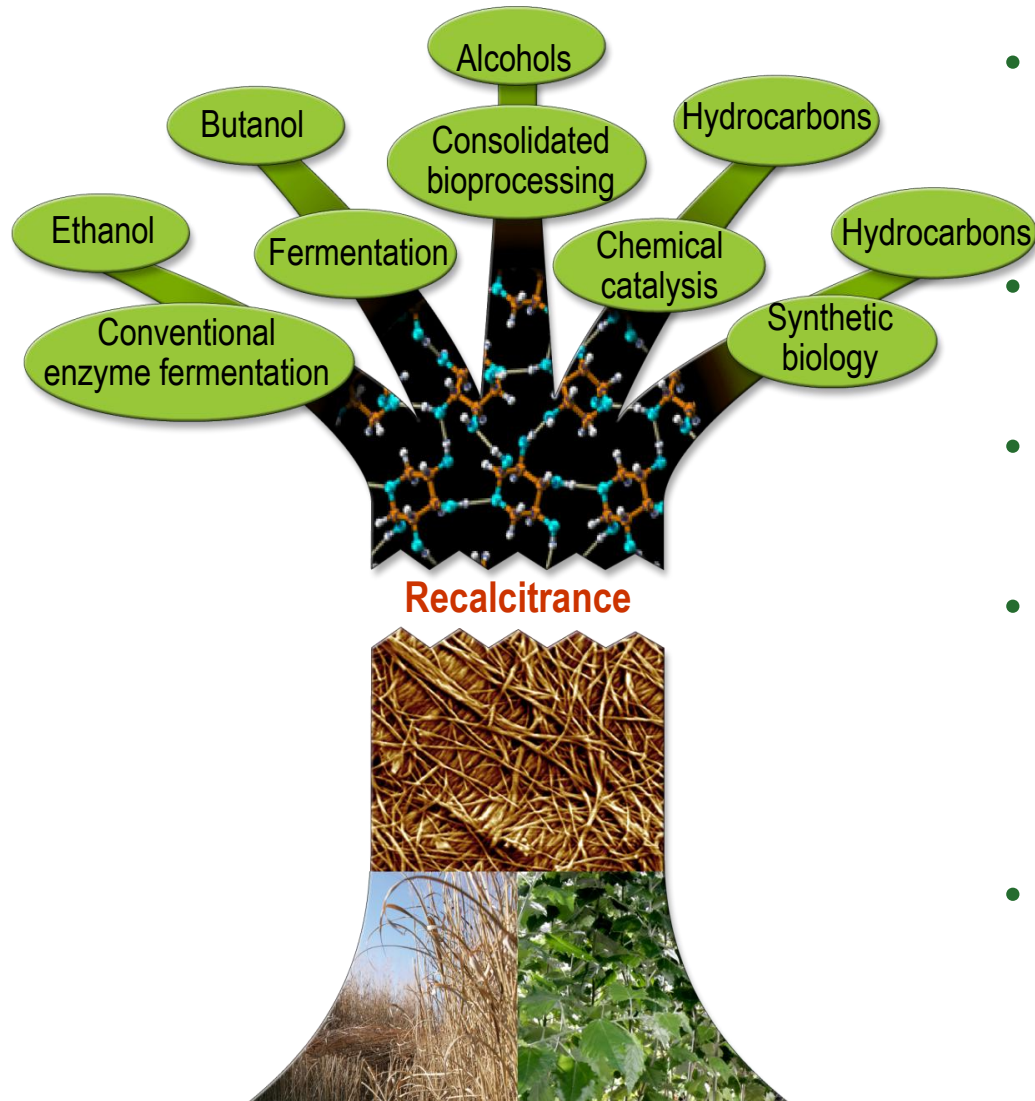 Alcohols
Butanol
Hydrocarbons
Consolidated
bioprocessing
Ethanol
Fermentation
Chemical
catalysis
Hydrocarbons
Conventional
enzyme fermentation
Synthetic
biology
Recalcitrance